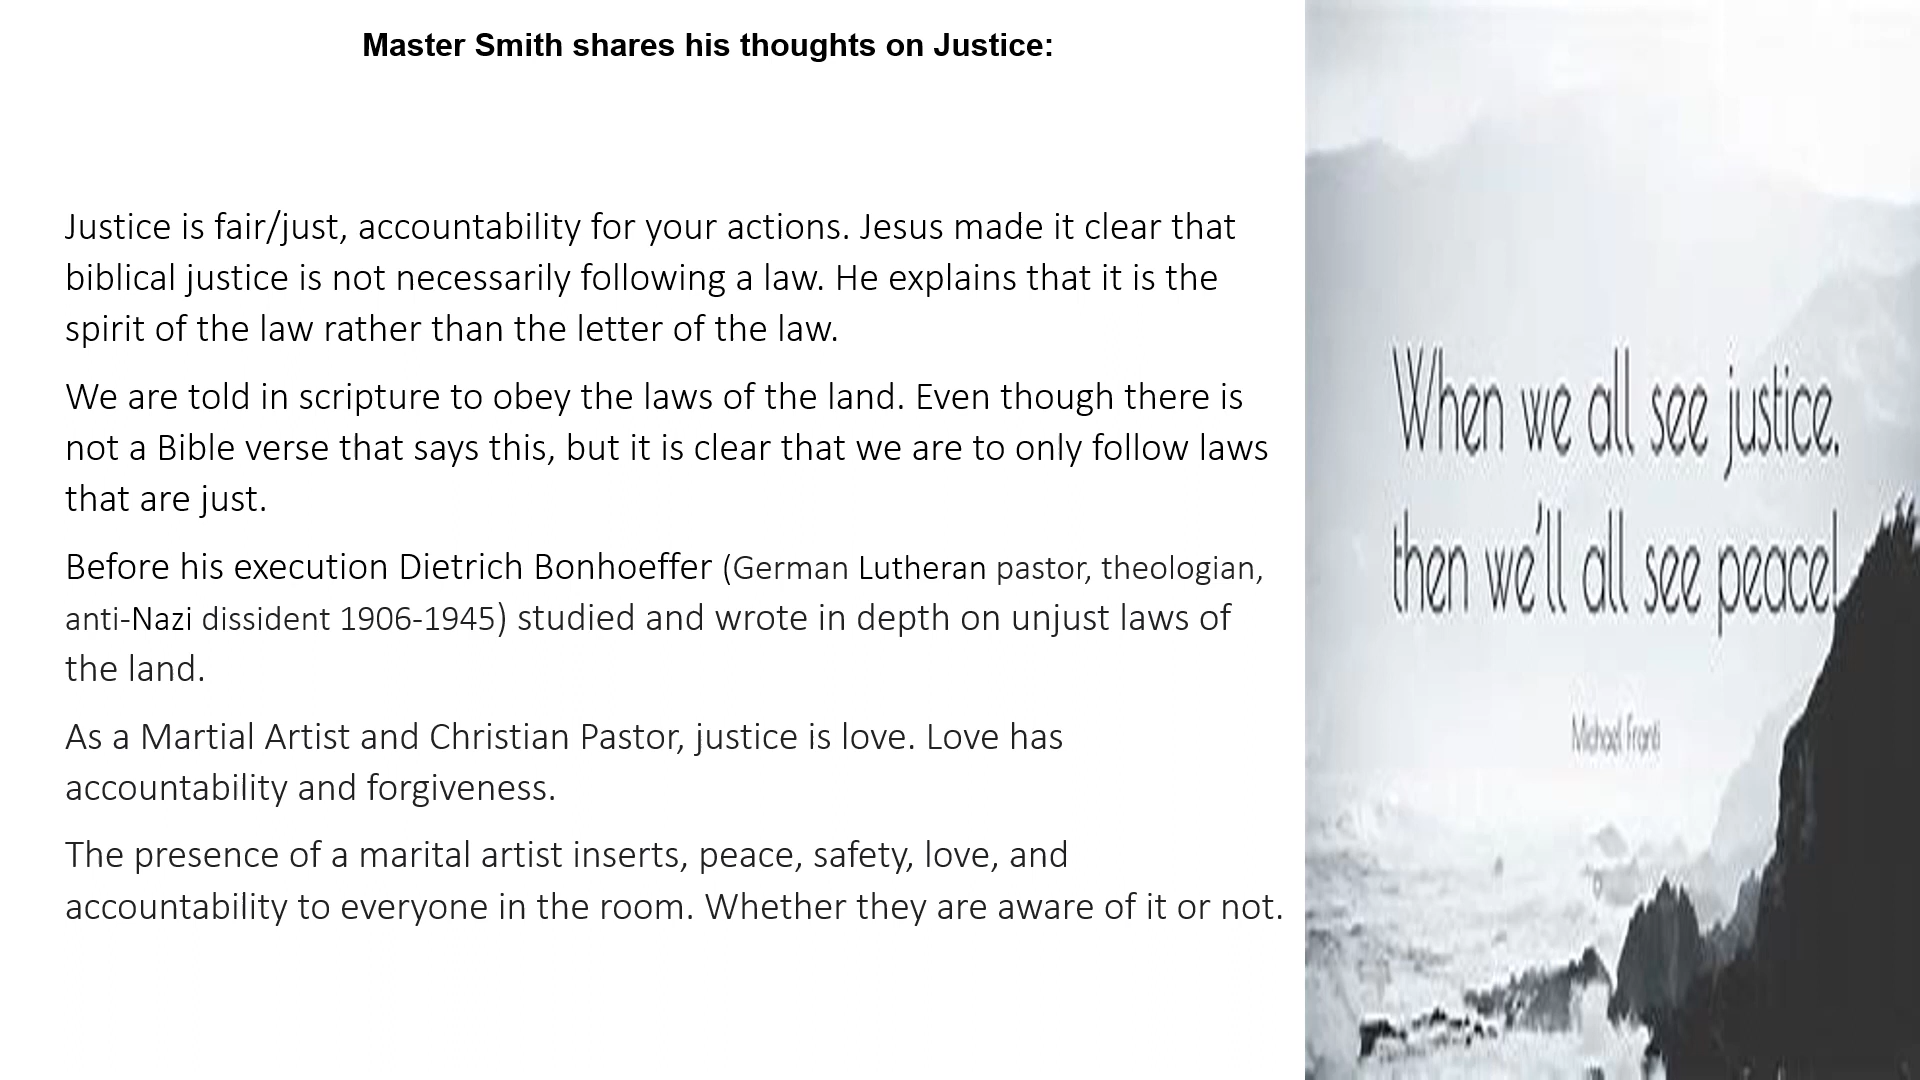 Master Smith shares his thoughts on Justice:
Justice is fair/just, accountability for your actions. Jesus made it clear that
biblical justice is not necessarily following a law. He explains that it is the
spirit of the law rather than the letter of the law.
We are told in scripture to obey the laws of the land. Even though there is
not a Bible verse that says this, but it is clear that we are to only follow laws
that are just.
Before his execution Dietrich Bonhoeffer (German Lutheran pastor, theologian,
anti-Nazi dissident 1906-1945) studied and wrote in depth on unjust laws of
the land.
As a Martial Artist and Christian Pastor, justice is love. Love has
accountability and forgiveness.
The presence of a marital artist inserts, peace, safety, love, and
accountability to everyone in the room. Whether they are aware of it or not.
When we all see justice,
then we'll all see peace!
Michael Franti